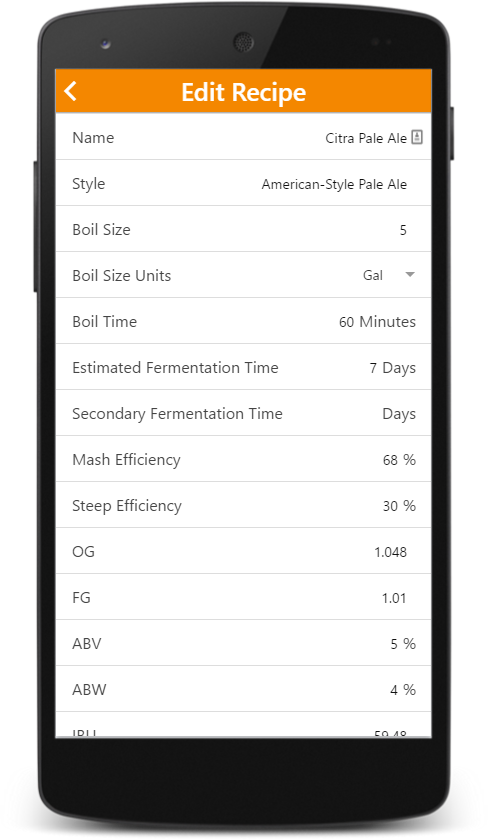 Edit Recipe
Name Citra Pale Ale
Style American-Style Pale Ale
Boil Size 5
Boil Size Units Gal
Boil Time 60 Minutes
Estimated Fermentation Time 7 Days
Secondary Fermentation Time Days
Mash Efficiency 68 %
Steep Efficiency 30 %
OG 1.048
FG 1.01
ABV 5 %
ABW 4 %
IBU 59.48